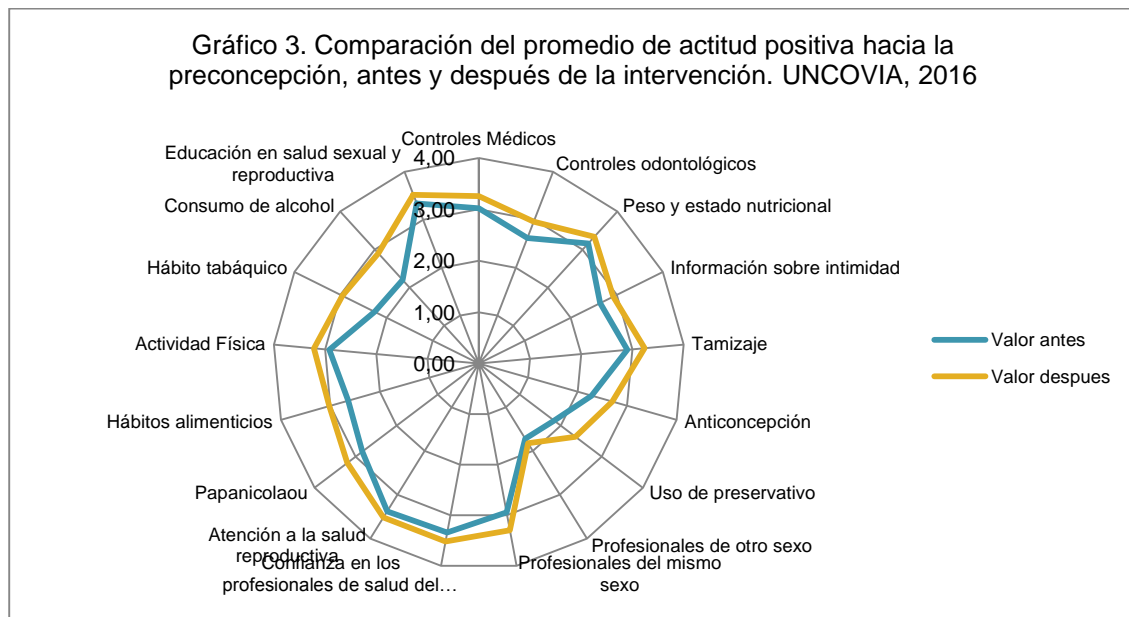 Gráfico 3. Comparación del promedio de actitud positiva hacia la
preconcepción, antes y después de la intervención. UNCOVIA, 2016
Controles Médicos
Controles odontológicos
Peso y estado nutricional
Información sobre intimidad
Tamizaje
Anticoncepción
Uso de preservativo
Profesionales de otro sexo
Profesionales del mismo
sexo
Confianza en los
profesionales de salud del…
Atención a la salud
reproductiva
Papanicolaou
Hábitos alimenticios
Actividad Física
Hábito tabáquico
Consumo de alcohol
Educación en salud sexual y
reproductiva
4,00
3,00
2,00
1,00
0,00
Valor antes
Valor despues